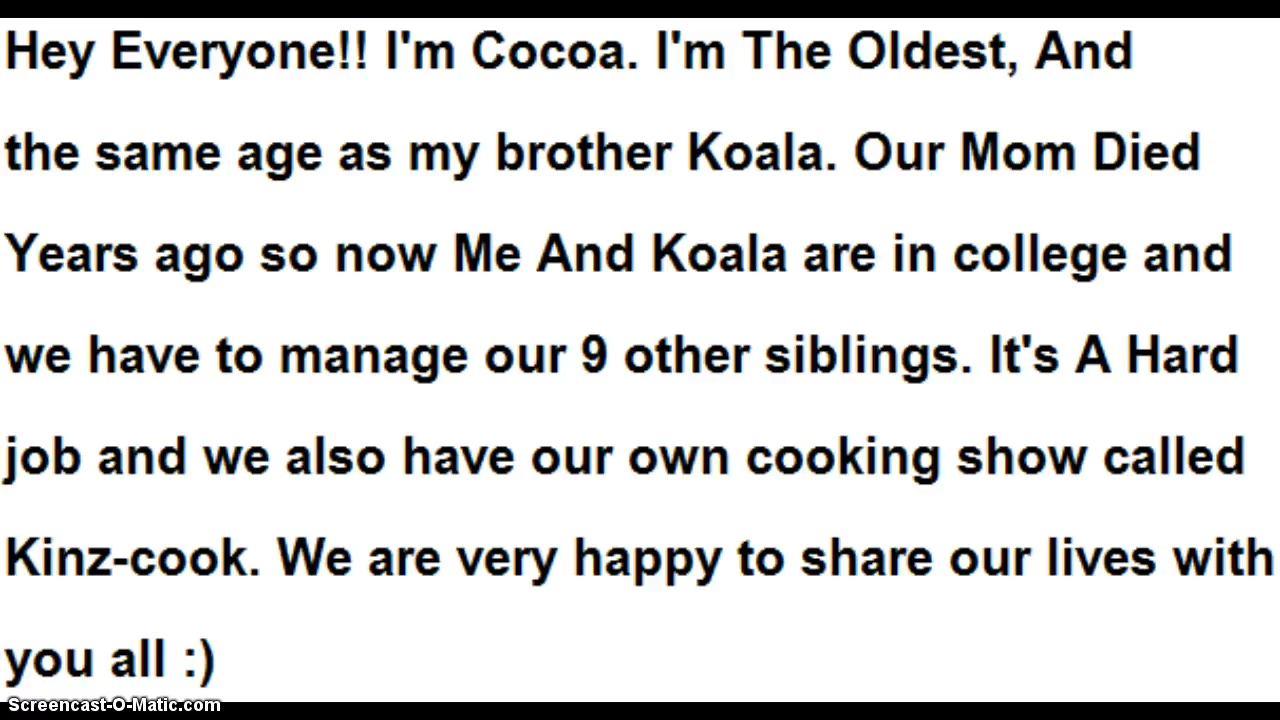 Hey Everyone!! I'm Cocoa. I'm The Oldest, And
the same age as my brother Koala. Our Mom Died
Years ago so now Me And Koala are in college and
we have to manage our 9 other siblings. It's A Hard
job and we also have our own cooking show called
Kinz-cook. We are very happy to share our lives with
you all :)
Screencast-O-Matic.com